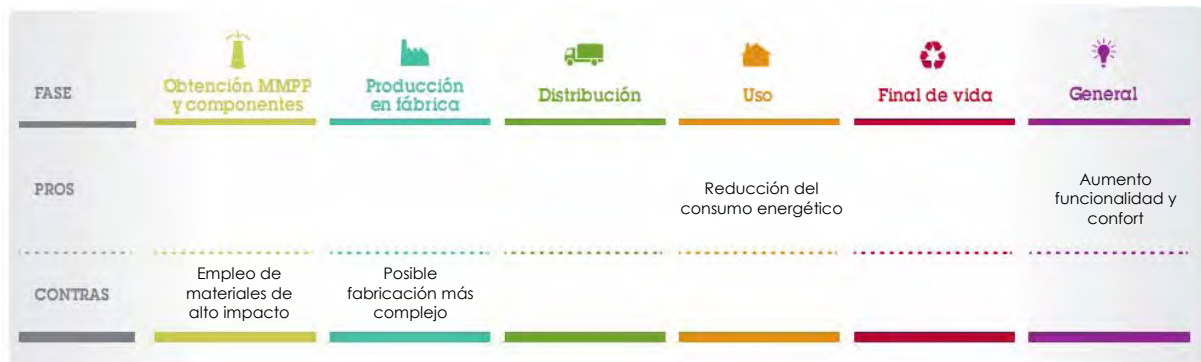 FASE
Obtención MMPP
y componentes
Producción
en fábrica
Distribución
Uso
Final de vida
General
PROS
Reducción del
consumo energético
Aumento
funcionalidad y
confort
CONTRAS
Empleo de
materiales de
alto impacto
Posible
fabricación más
complejo